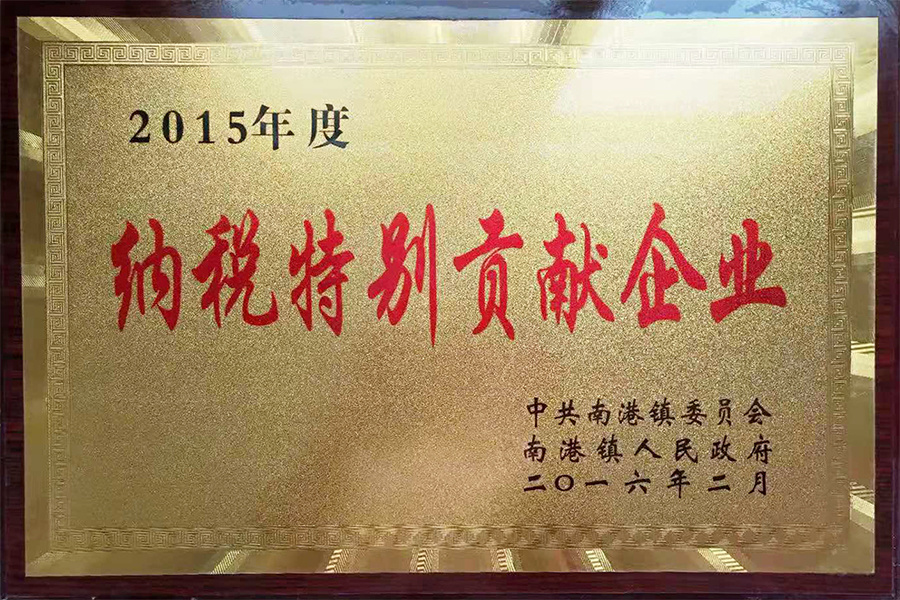 2015年度
纳税特别贡献企业
中共南港镇委员会
南港镇人民政府
二〇一六年二月